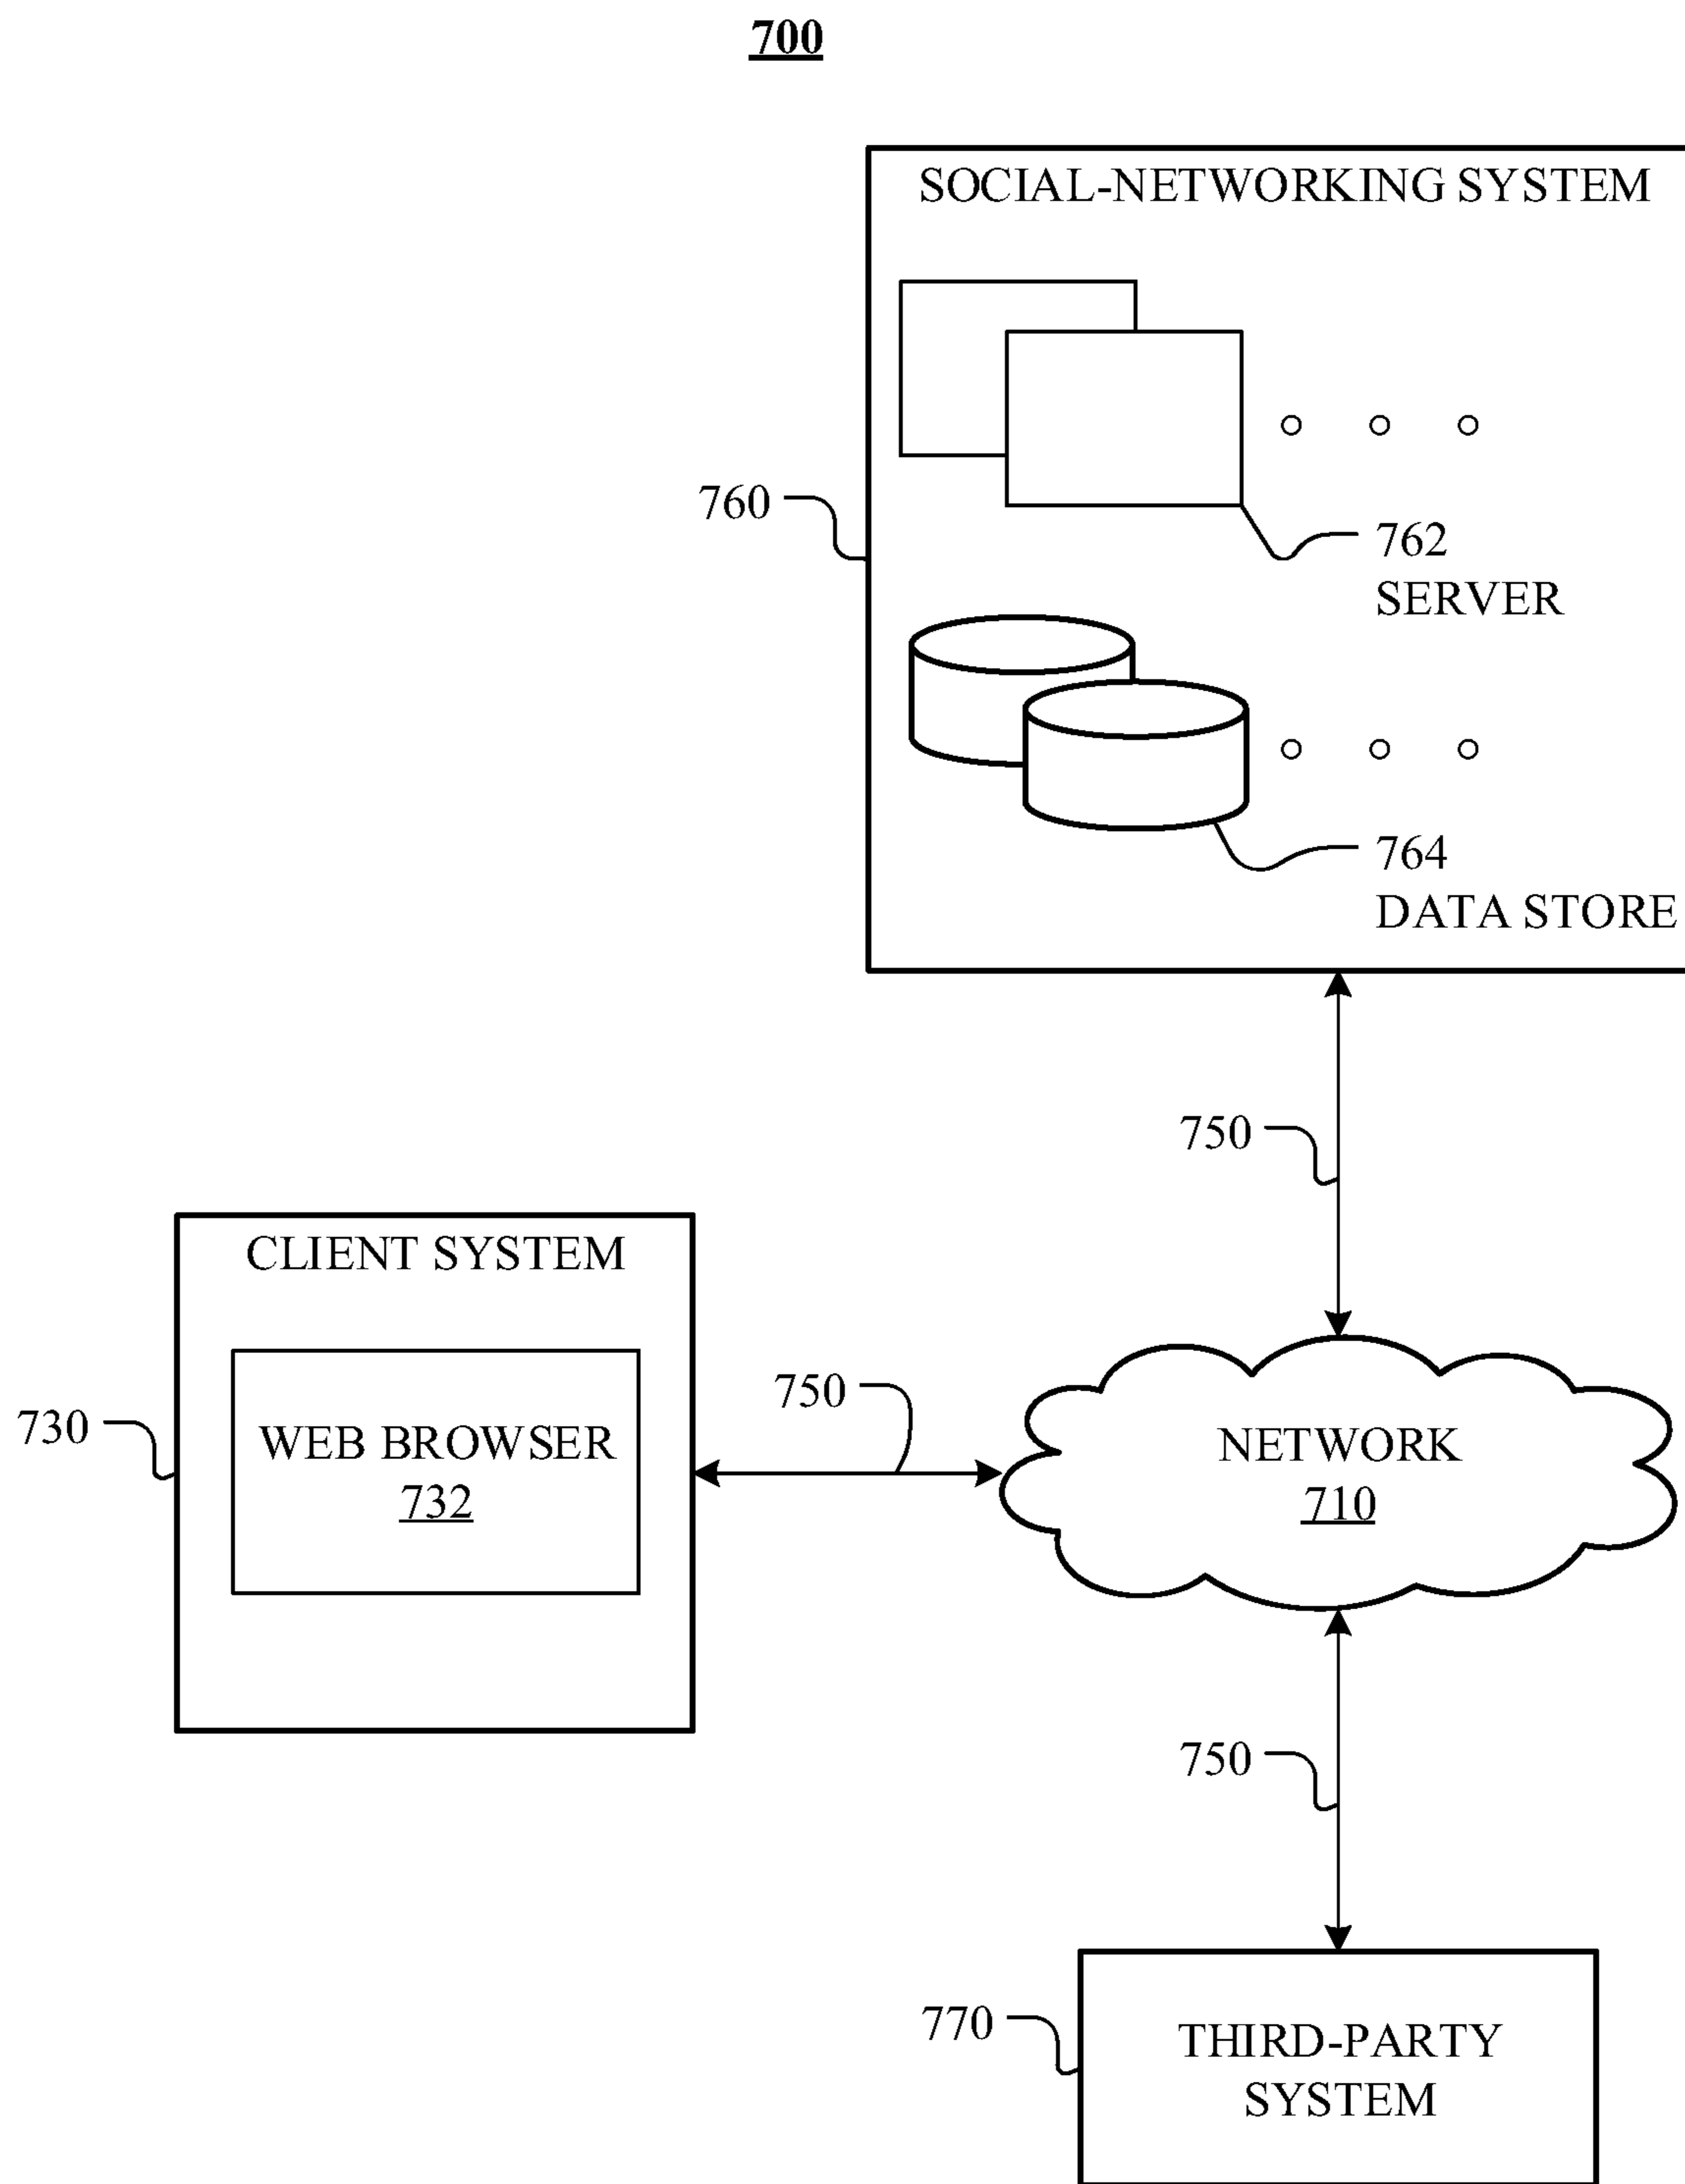 700
SOCIAL-NETWORKING SYSTEM
760
762
SERVER
764
DATA STORE
750
CLIENT SYSTEM
730
WEB BROWSER
732
750
NETWORK
710
750
770
THIRD-PARTY
SYSTEM